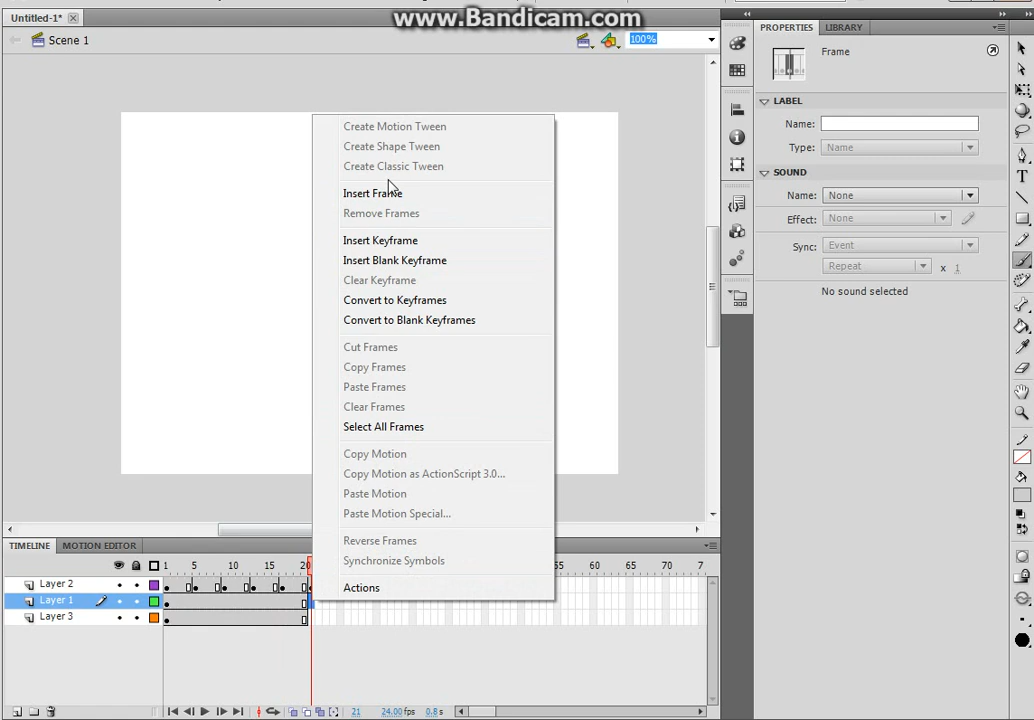 www.Bandicam.com
Untitled-1*
Scene 1
100%
PROPERTIES
LIBRARY
Frame
LABEL
Name:
Type:
Name
SOUND
Name:
None
Effect:
None
Sync:
Event
Repeat
x 1
No sound selected
Create Motion Tween
Create Shape Tween
Create Classic Tween
Insert Frame
Remove Frames
Insert Keyframe
Insert Blank Keyframe
Clear Keyframe
Convert to Keyframes
Convert to Blank Keyframes
Cut Frames
Copy Frames
Paste Frames
Clear Frames
Select All Frames
Copy Motion
Copy Motion as ActionScript 3.0...
Paste Motion
Paste Motion Special...
Reverse Frames
Synchronize Symbols
Actions
TIMELINE
MOTION EDITOR
1 5 10 15 20 60 65 70 7
Layer 2
Layer 1
Layer 3
21 24.00fps 0.8s